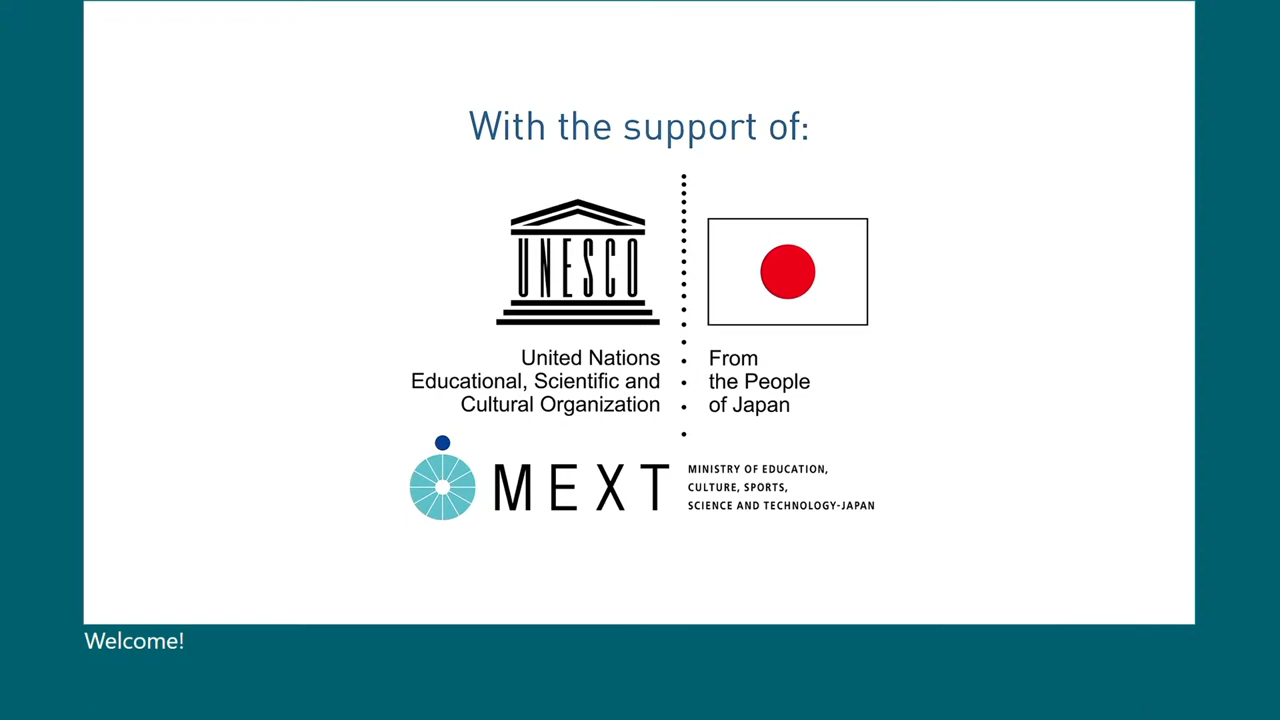 With the support of:
UNESCO
United Nations
Educational, Scientific and
Cultural Organization
From
the People
of Japan
MEXT
MINISTRY OF EDUCATION,
CULTURE, SPORTS,
SCIENCE AND TECHNOLOGY-JAPAN
Welcome!